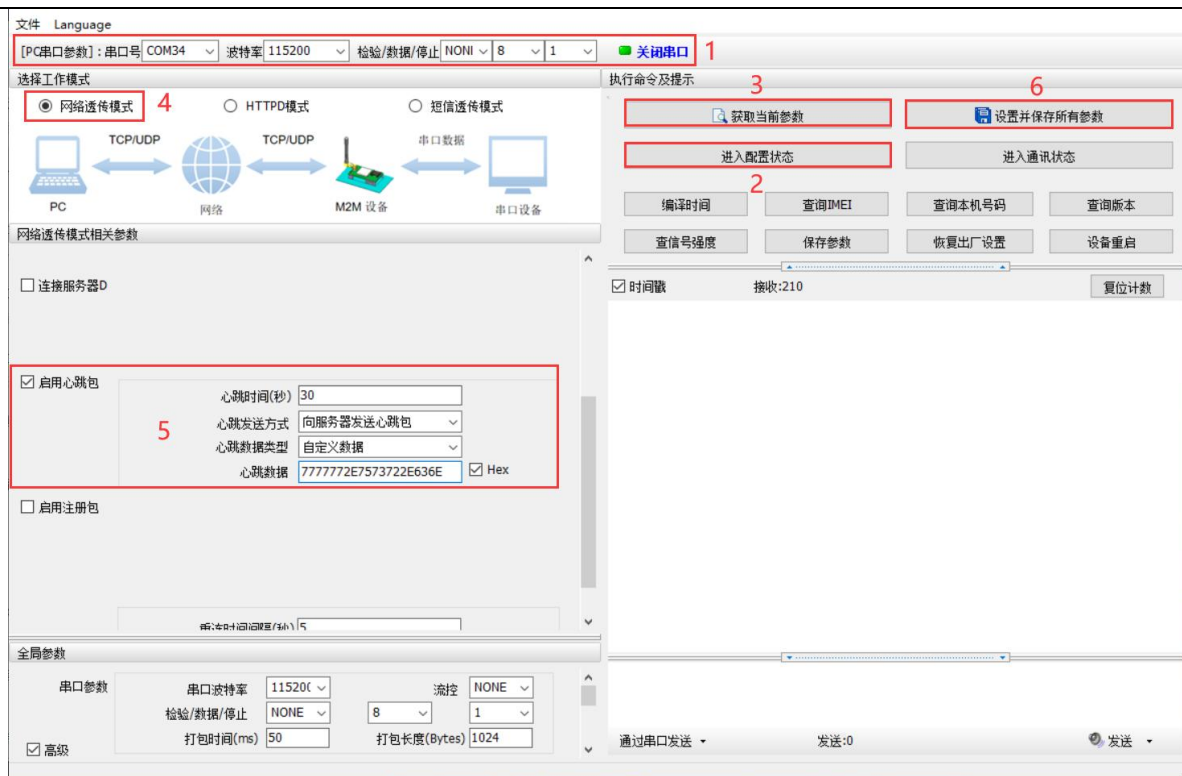 文件 Language
[PC串口参数]：串口号 COM34 波特率 115200 检验/数据/停止 NONI 8 1 关闭串口 1
选择工作模式
网络透传模式 4 HTTPD模式 短信透传模式
TCP/UDP TCP/UDP 串口数据
PC 网络 M2M 设备 串口设备
网络透传模式相关参数
连接服务器D
启用心跳包
心跳时间(秒) 30
心跳发送方式 向服务器发送心跳包
5
心跳数据类型 自定义数据
心跳数据 7777772E7573722E636E Hex
启用注册包
重连时间间隔(秒) 5
全局参数
串口参数 串口波特率 11520( 流控 NONE
检验/数据/停止 NONE 8 1
打包时间(ms) 50 打包长度(Bytes) 1024
高级
执行命令及提示
3 6
获取当前参数 设置并保存所有参数
进入配置状态 进入通讯状态
2
编译时间 查询IMEI 查询本机号码 查询版本
查信号强度 保存参数 恢复出厂设置 设备重启
时间戳 接收:210 复位计数
通过串口发送 发送:0 发送